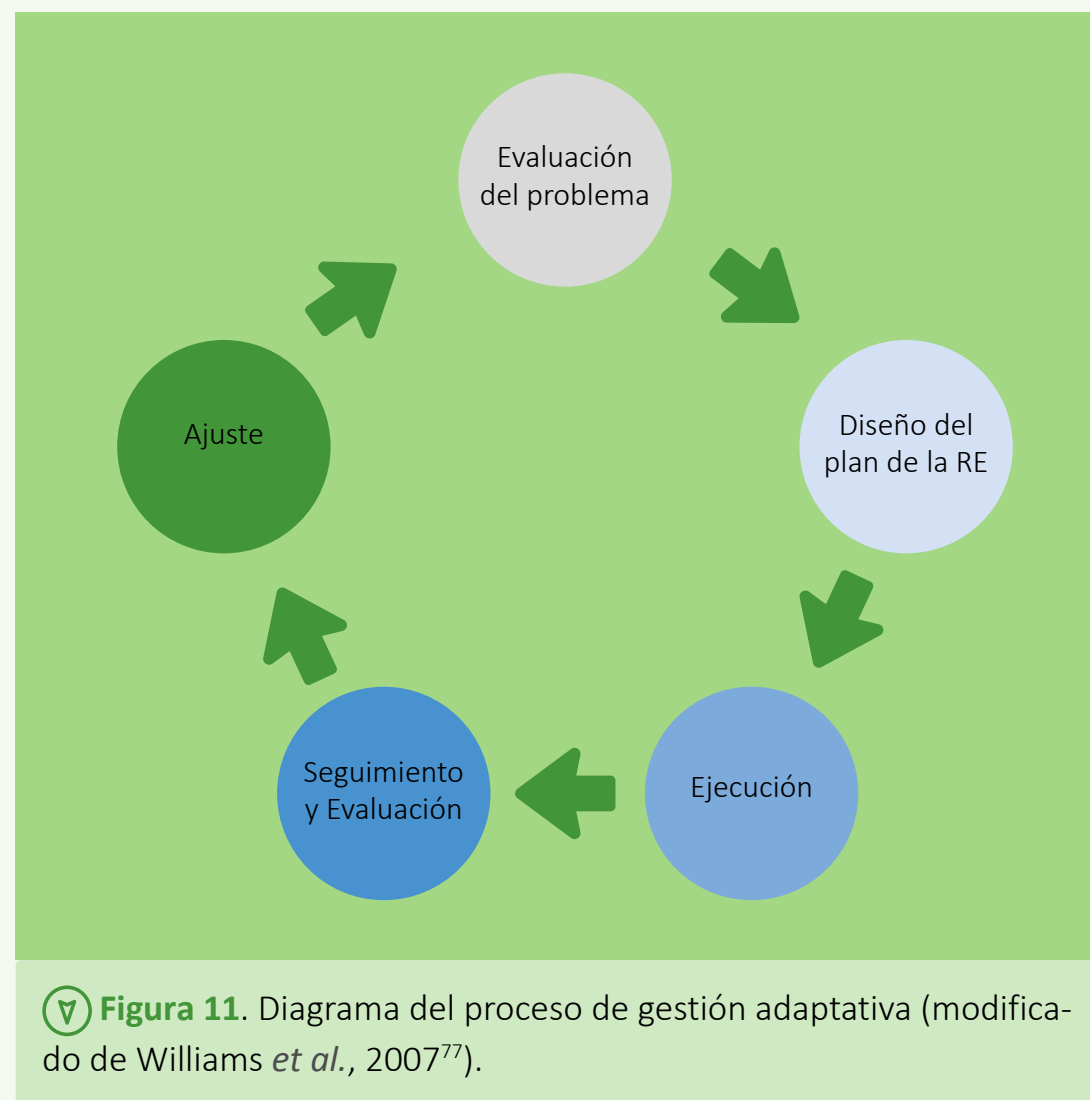 Evaluación
del problema
Diseño del
plan de la RE
Ejecución
Seguimiento
y Evaluación
Ajuste
Figura 11. Diagrama del proceso de gestión adaptativa (modifica-
do de Williams et al., 2007⁷⁷).